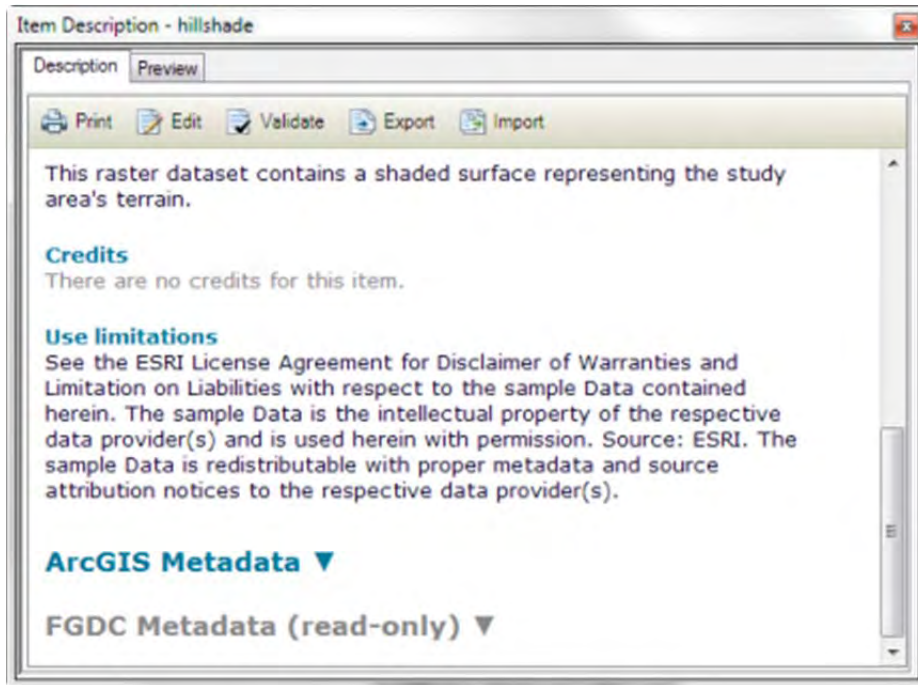 Item Description - hillshade
Description Preview
Print Edit Validate Export Import
This raster dataset contains a shaded surface representing the study
area's terrain.
Credits
There are no credits for this item.
Use limitations
See the ESRI License Agreement for Disclaimer of Warranties and
Limitation on Liabilities with respect to the sample Data contained
herein. The sample Data is the intellectual property of the respective
data provider(s) and is used herein with permission. Source: ESRI. The
sample Data is redistributable with proper metadata and source
attribution notices to the respective data provider(s).
ArcGIS Metadata ▼
FGDC Metadata (read-only) ▼